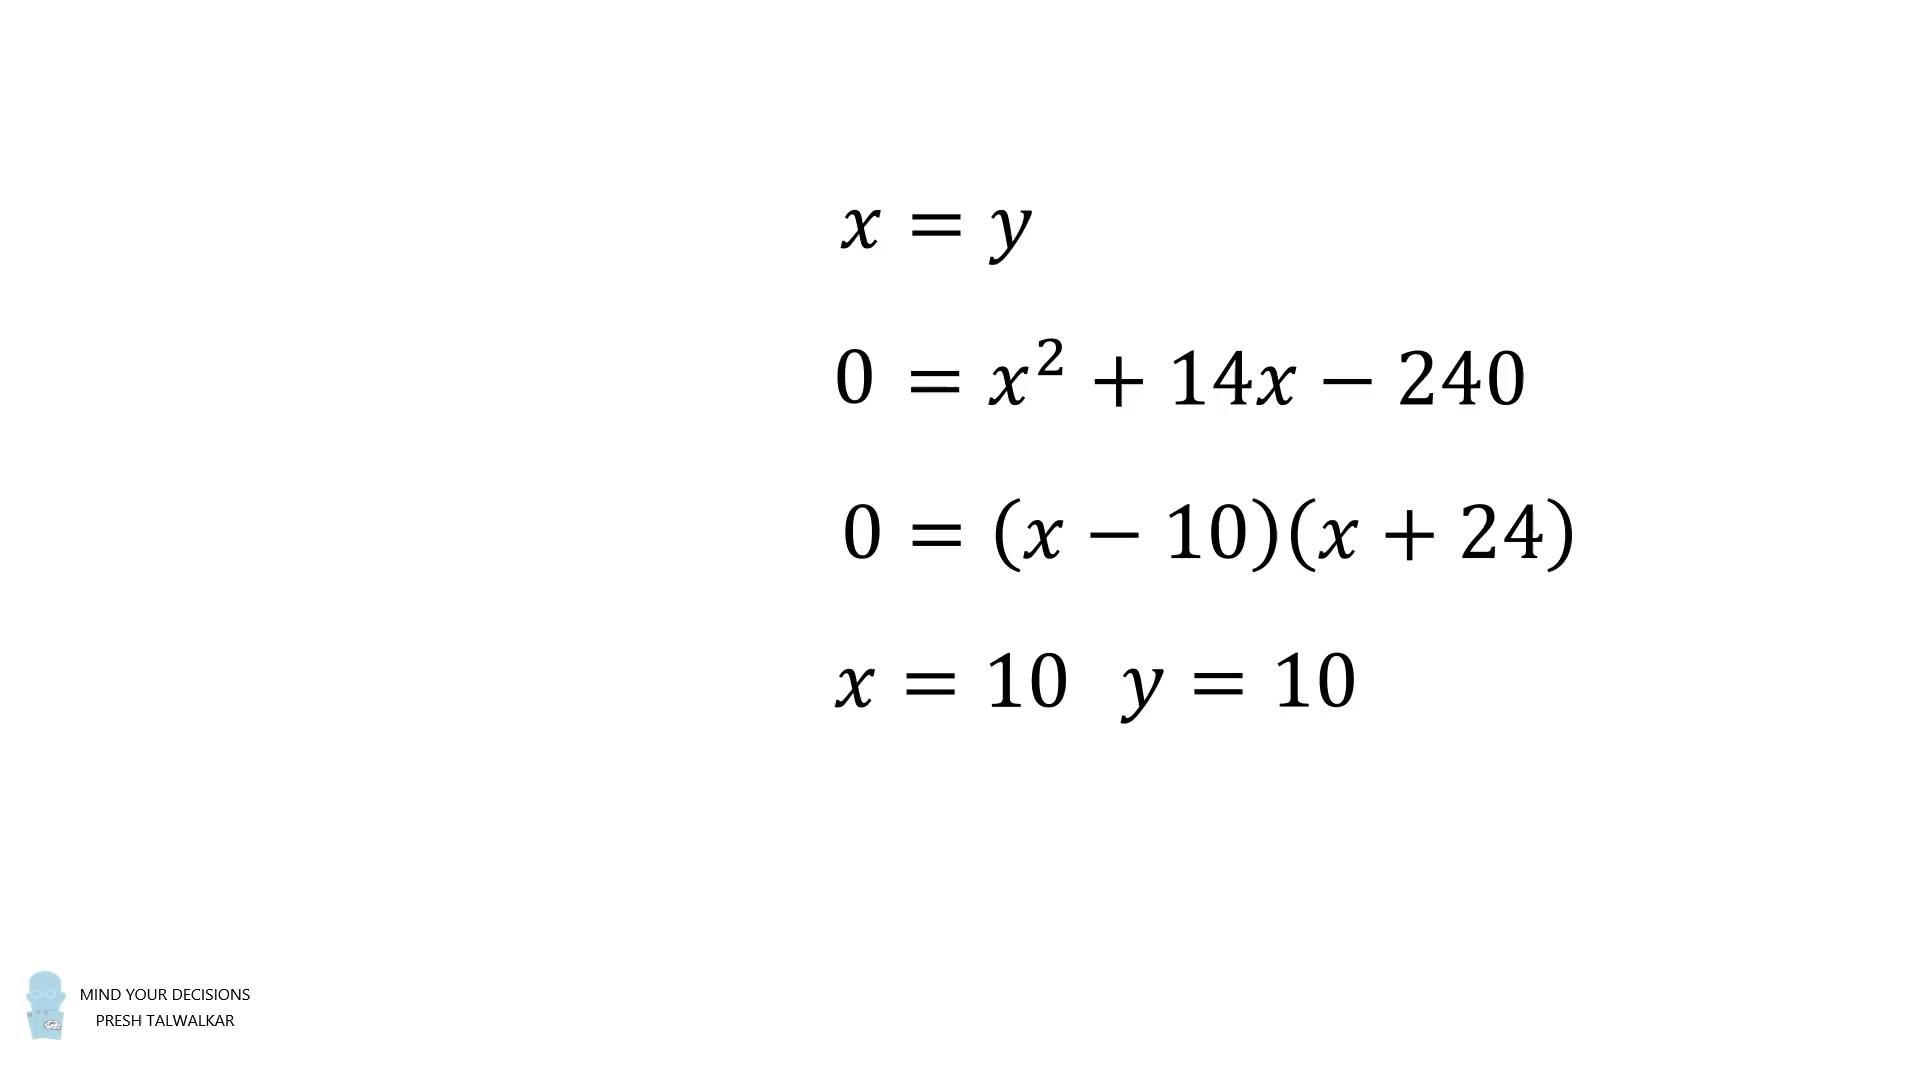 x = y
0 = x² + 14x − 240
0 = (x − 10)(x + 24)
x = 10 y = 10
MIND YOUR DECISIONS
PRESH TALWALKAR